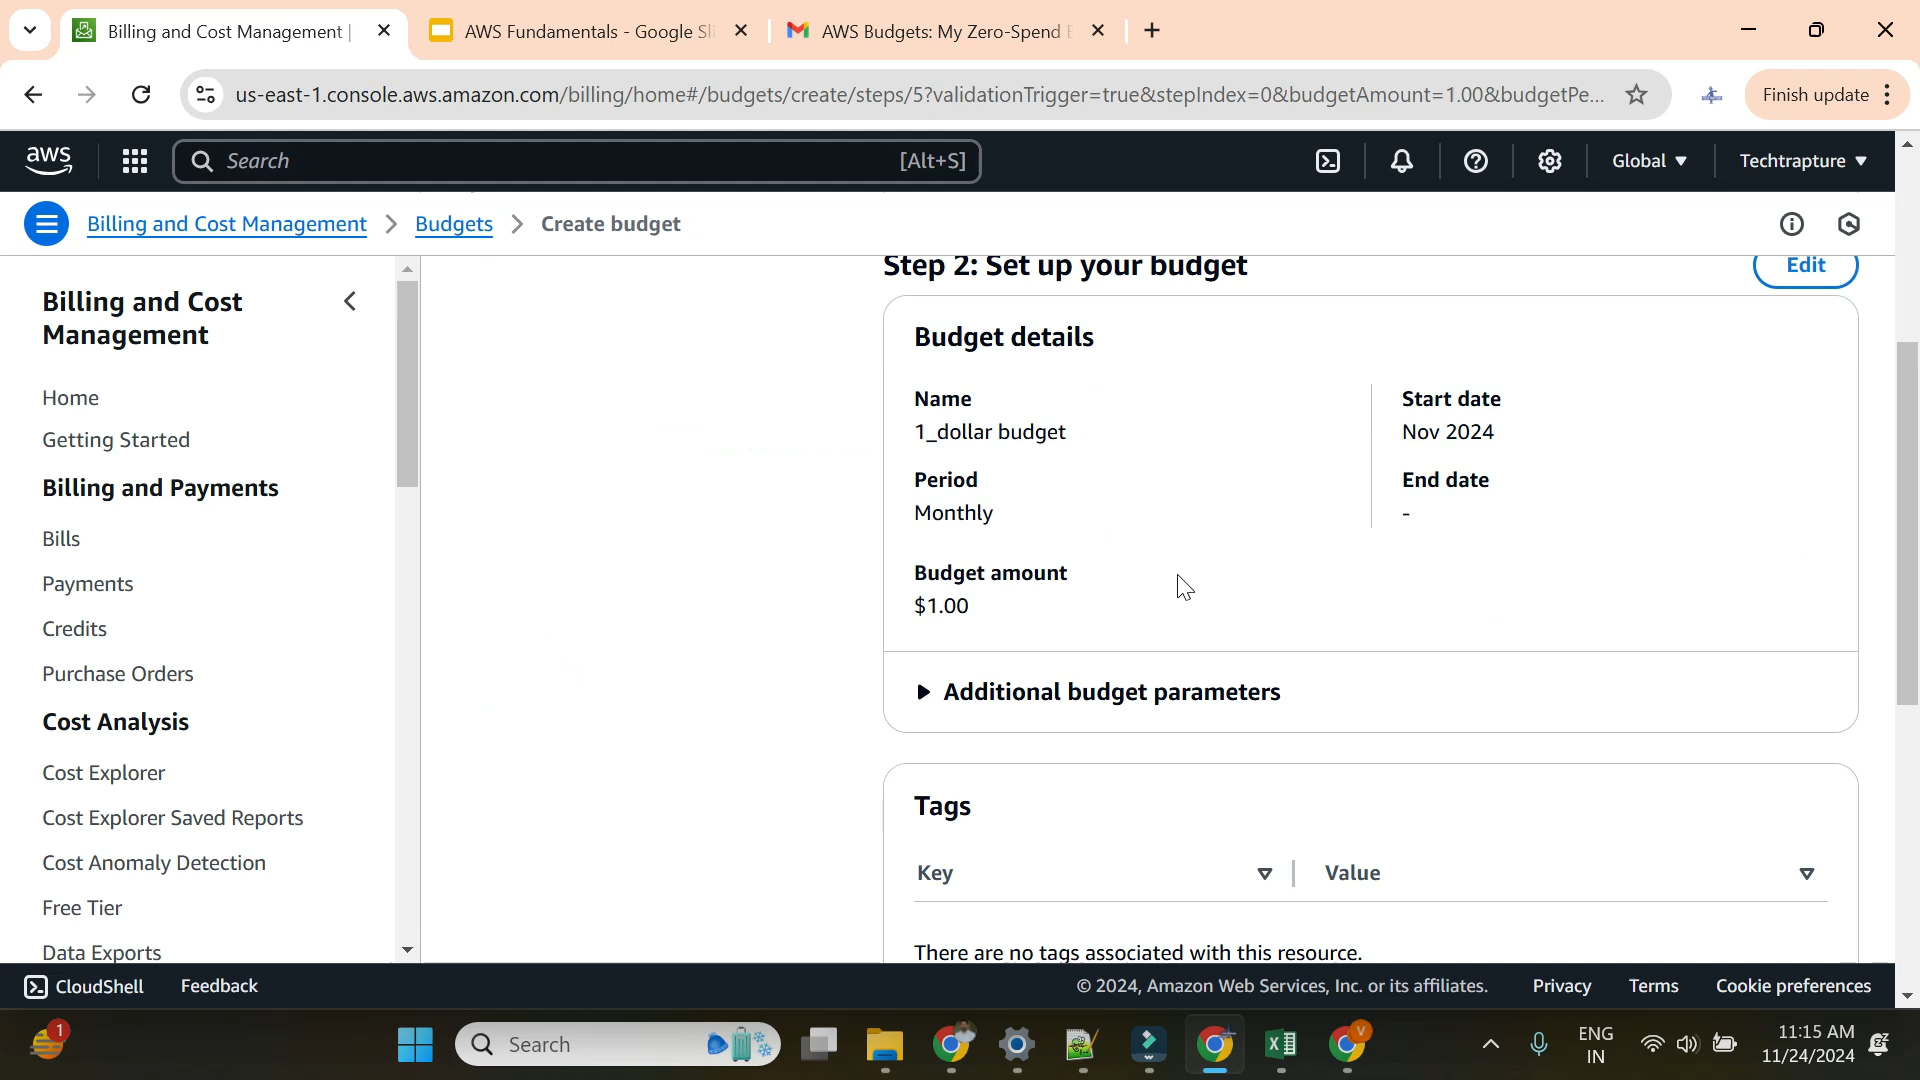 Billing and Cost Management |
AWS Fundamentals - Google Sli
AWS Budgets: My Zero-Spend B
us-east-1.console.aws.amazon.com/billing/home#/budgets/create/steps/5?validationTrigger=true&stepIndex=0&budgetAmount=1.00&budgetPe...
Finish update
aws
Search
[Alt+S]
Global
Techtrapture
Billing and Cost Management
Budgets
Create budget
Billing and Cost
Management
Home
Getting Started
Billing and Payments
Bills
Payments
Credits
Purchase Orders
Cost Analysis
Cost Explorer
Cost Explorer Saved Reports
Cost Anomaly Detection
Free Tier
Data Exports
Step 2: Set up your budget
Edit
Budget details
Name
1_dollar budget
Start date
Nov 2024
Period
Monthly
End date
-
Budget amount
$1.00
Additional budget parameters
Tags
Key
Value
There are no tags associated with this resource.
CloudShell
Feedback
© 2024, Amazon Web Services, Inc. or its affiliates.
Privacy
Terms
Cookie preferences
1
Search
V
ENG
IN
11:15 AM
11/24/2024